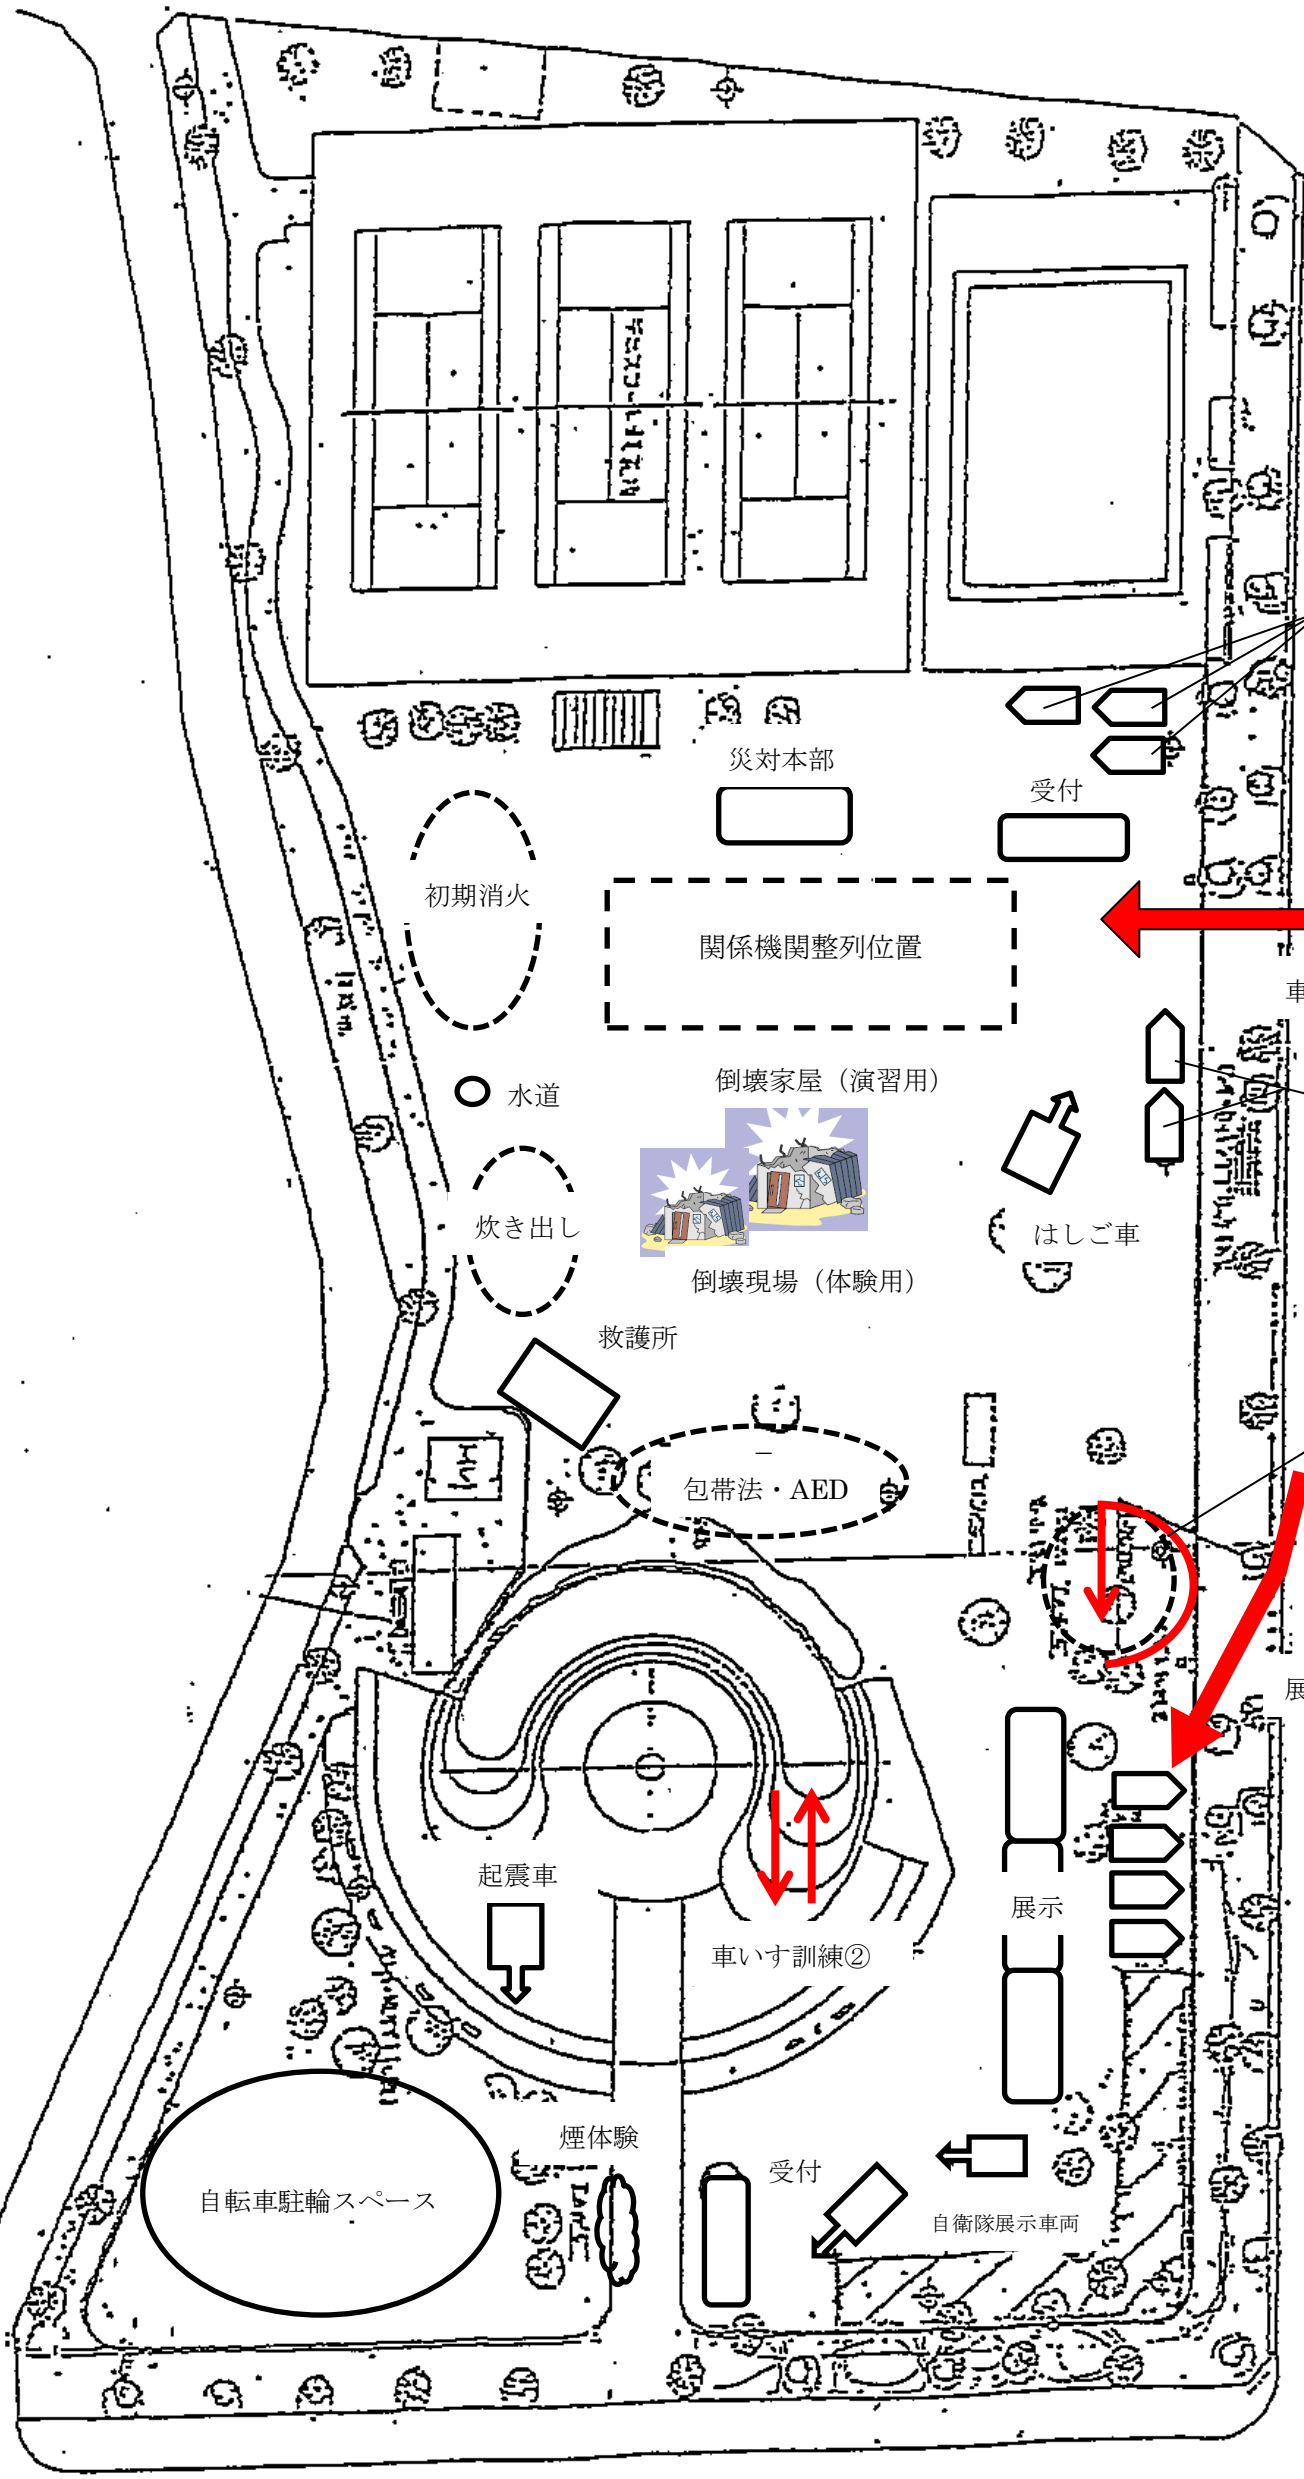 災対本部
受付
初期消火
関係機関整列位置
車
倒壊家屋（演習用）
水道
炊き出し
はしご車
倒壊現場（体験用）
救護所
包帯法・AED
展
起震車
展示
車いす訓練②
煙体験
受付
自転車駐輪スペース
自衛隊展示車両